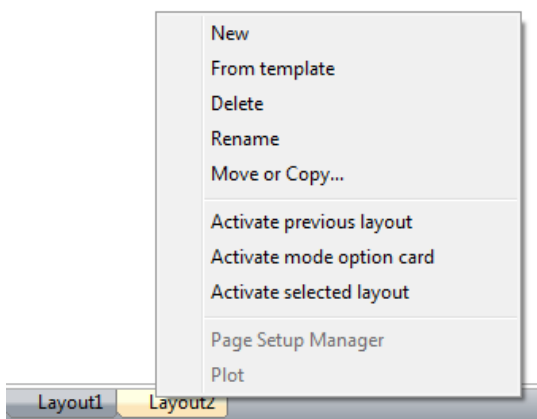 New
From template
Delete
Rename
Move or Copy...
Activate previous layout
Activate mode option card
Activate selected layout
Page Setup Manager
Plot
Layout1 Layout2